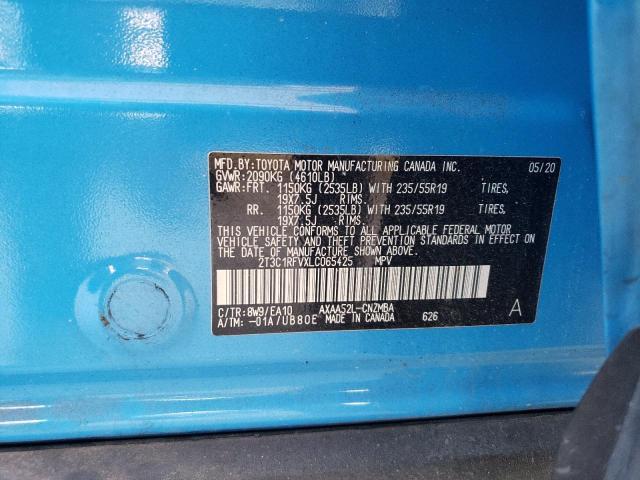 MFD.BY:TOYOTA MOTOR MANUFACTURING CANADA INC. 05/20
GVWR:2090KG (4610LB)
GAWR:FRT. 1150KG (2535LB) WITH 235/55R19 TIRES,
19X7.5J RIMS.
RR. 1150KG (2535LB) WITH 235/55R19 TIRES,
19X7.5J RIMS.
THIS VEHICLE CONFORMS TO ALL APPLICABLE FEDERAL MOTOR
VEHICLE SAFETY AND THEFT PREVENTION STANDARDS IN EFFECT
ON THE DATE OF MANUFACTURE SHOWN ABOVE.
2T3C1RFVXLC065425 MPV
C/TR:8W9/EA10 AXAA52L-CNZMBA
A/TM:-01A/UB80E MADE IN CANADA 626
A